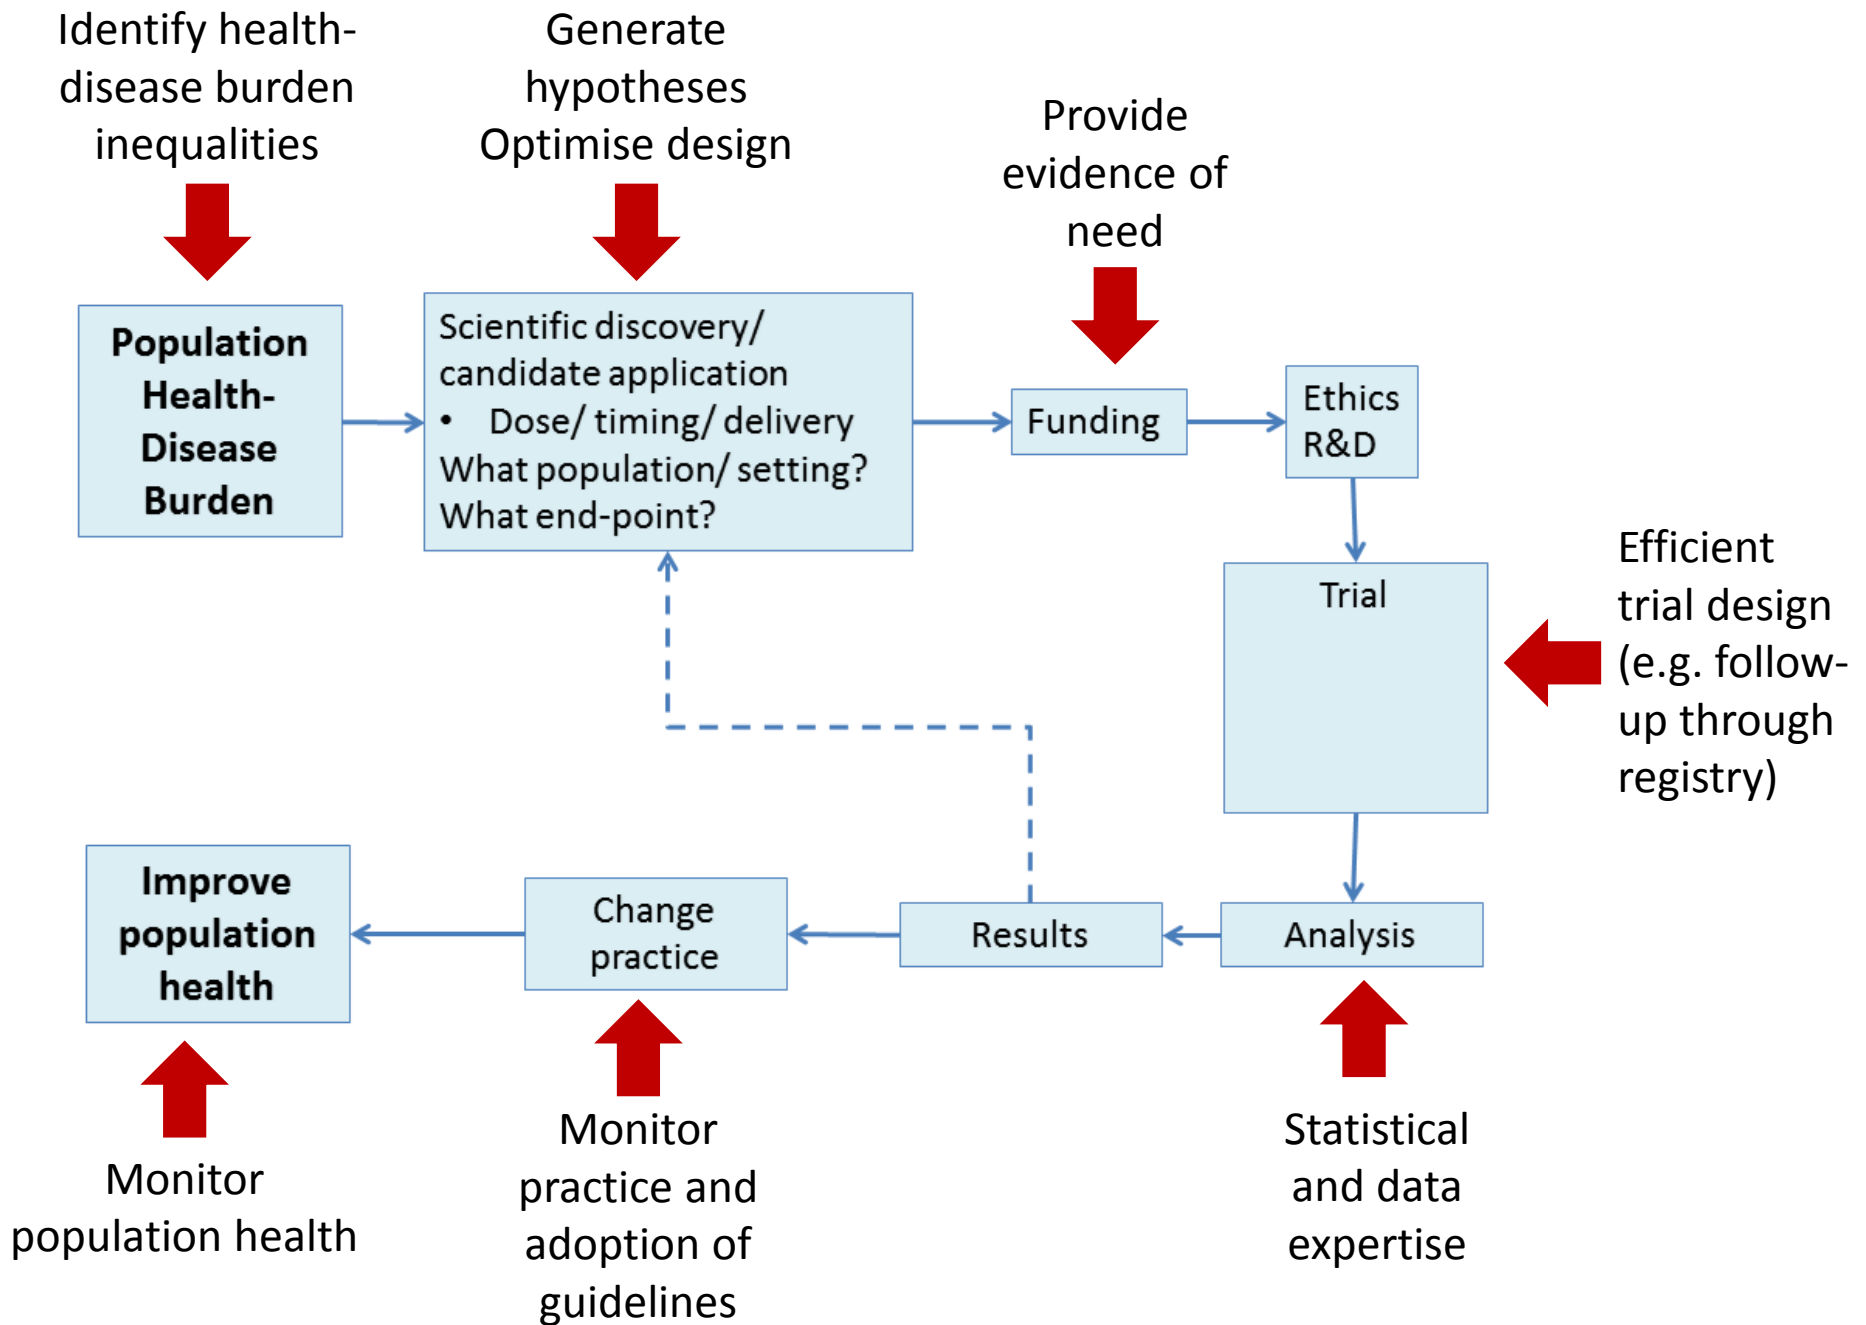 Identify health-
disease burden
inequalities
Generate
hypotheses
Optimise design
Provide
evidence of
need
Population
Health-
Disease
Burden
Scientific discovery/
candidate application
• Dose/ timing/ delivery
What population/ setting?
What end-point?
Funding
Ethics
R&D
Trial
Efficient
trial design
(e.g. follow-
up through
registry)
Improve
population
health
Change
practice
Results
Analysis
Monitor
population health
Monitor
practice and
adoption of
guidelines
Statistical
and data
expertise